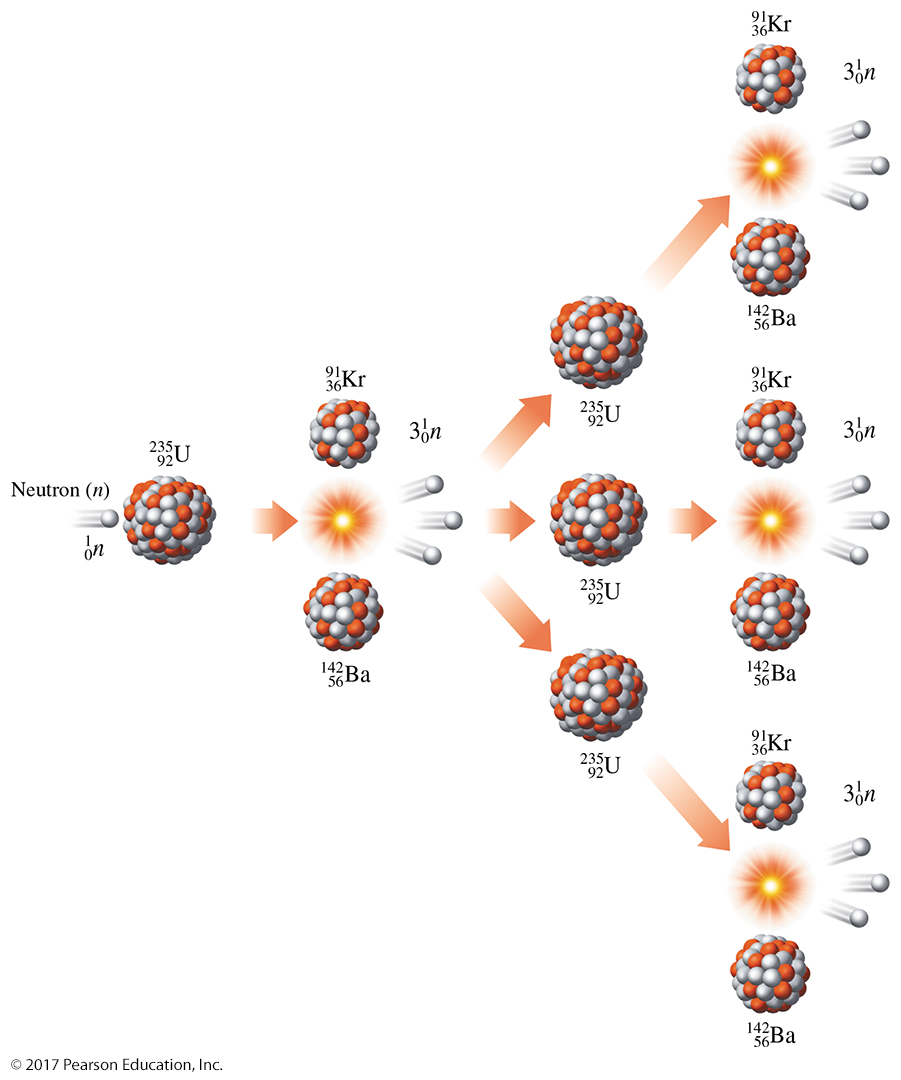 ⁹¹₃₆Kr
3¹₀n
¹⁴²₅₆Ba
²³⁵₉₂U
⁹¹₃₆Kr
3¹₀n
⁹¹₃₆Kr
3¹₀n
²³⁵₉₂U
Neutron (n)
¹₀n
²³⁵₉₂U
¹⁴²₅₆Ba
¹⁴²₅₆Ba
²³⁵₉₂U
⁹¹₃₆Kr
3¹₀n
¹⁴²₅₆Ba
© 2017 Pearson Education, Inc.